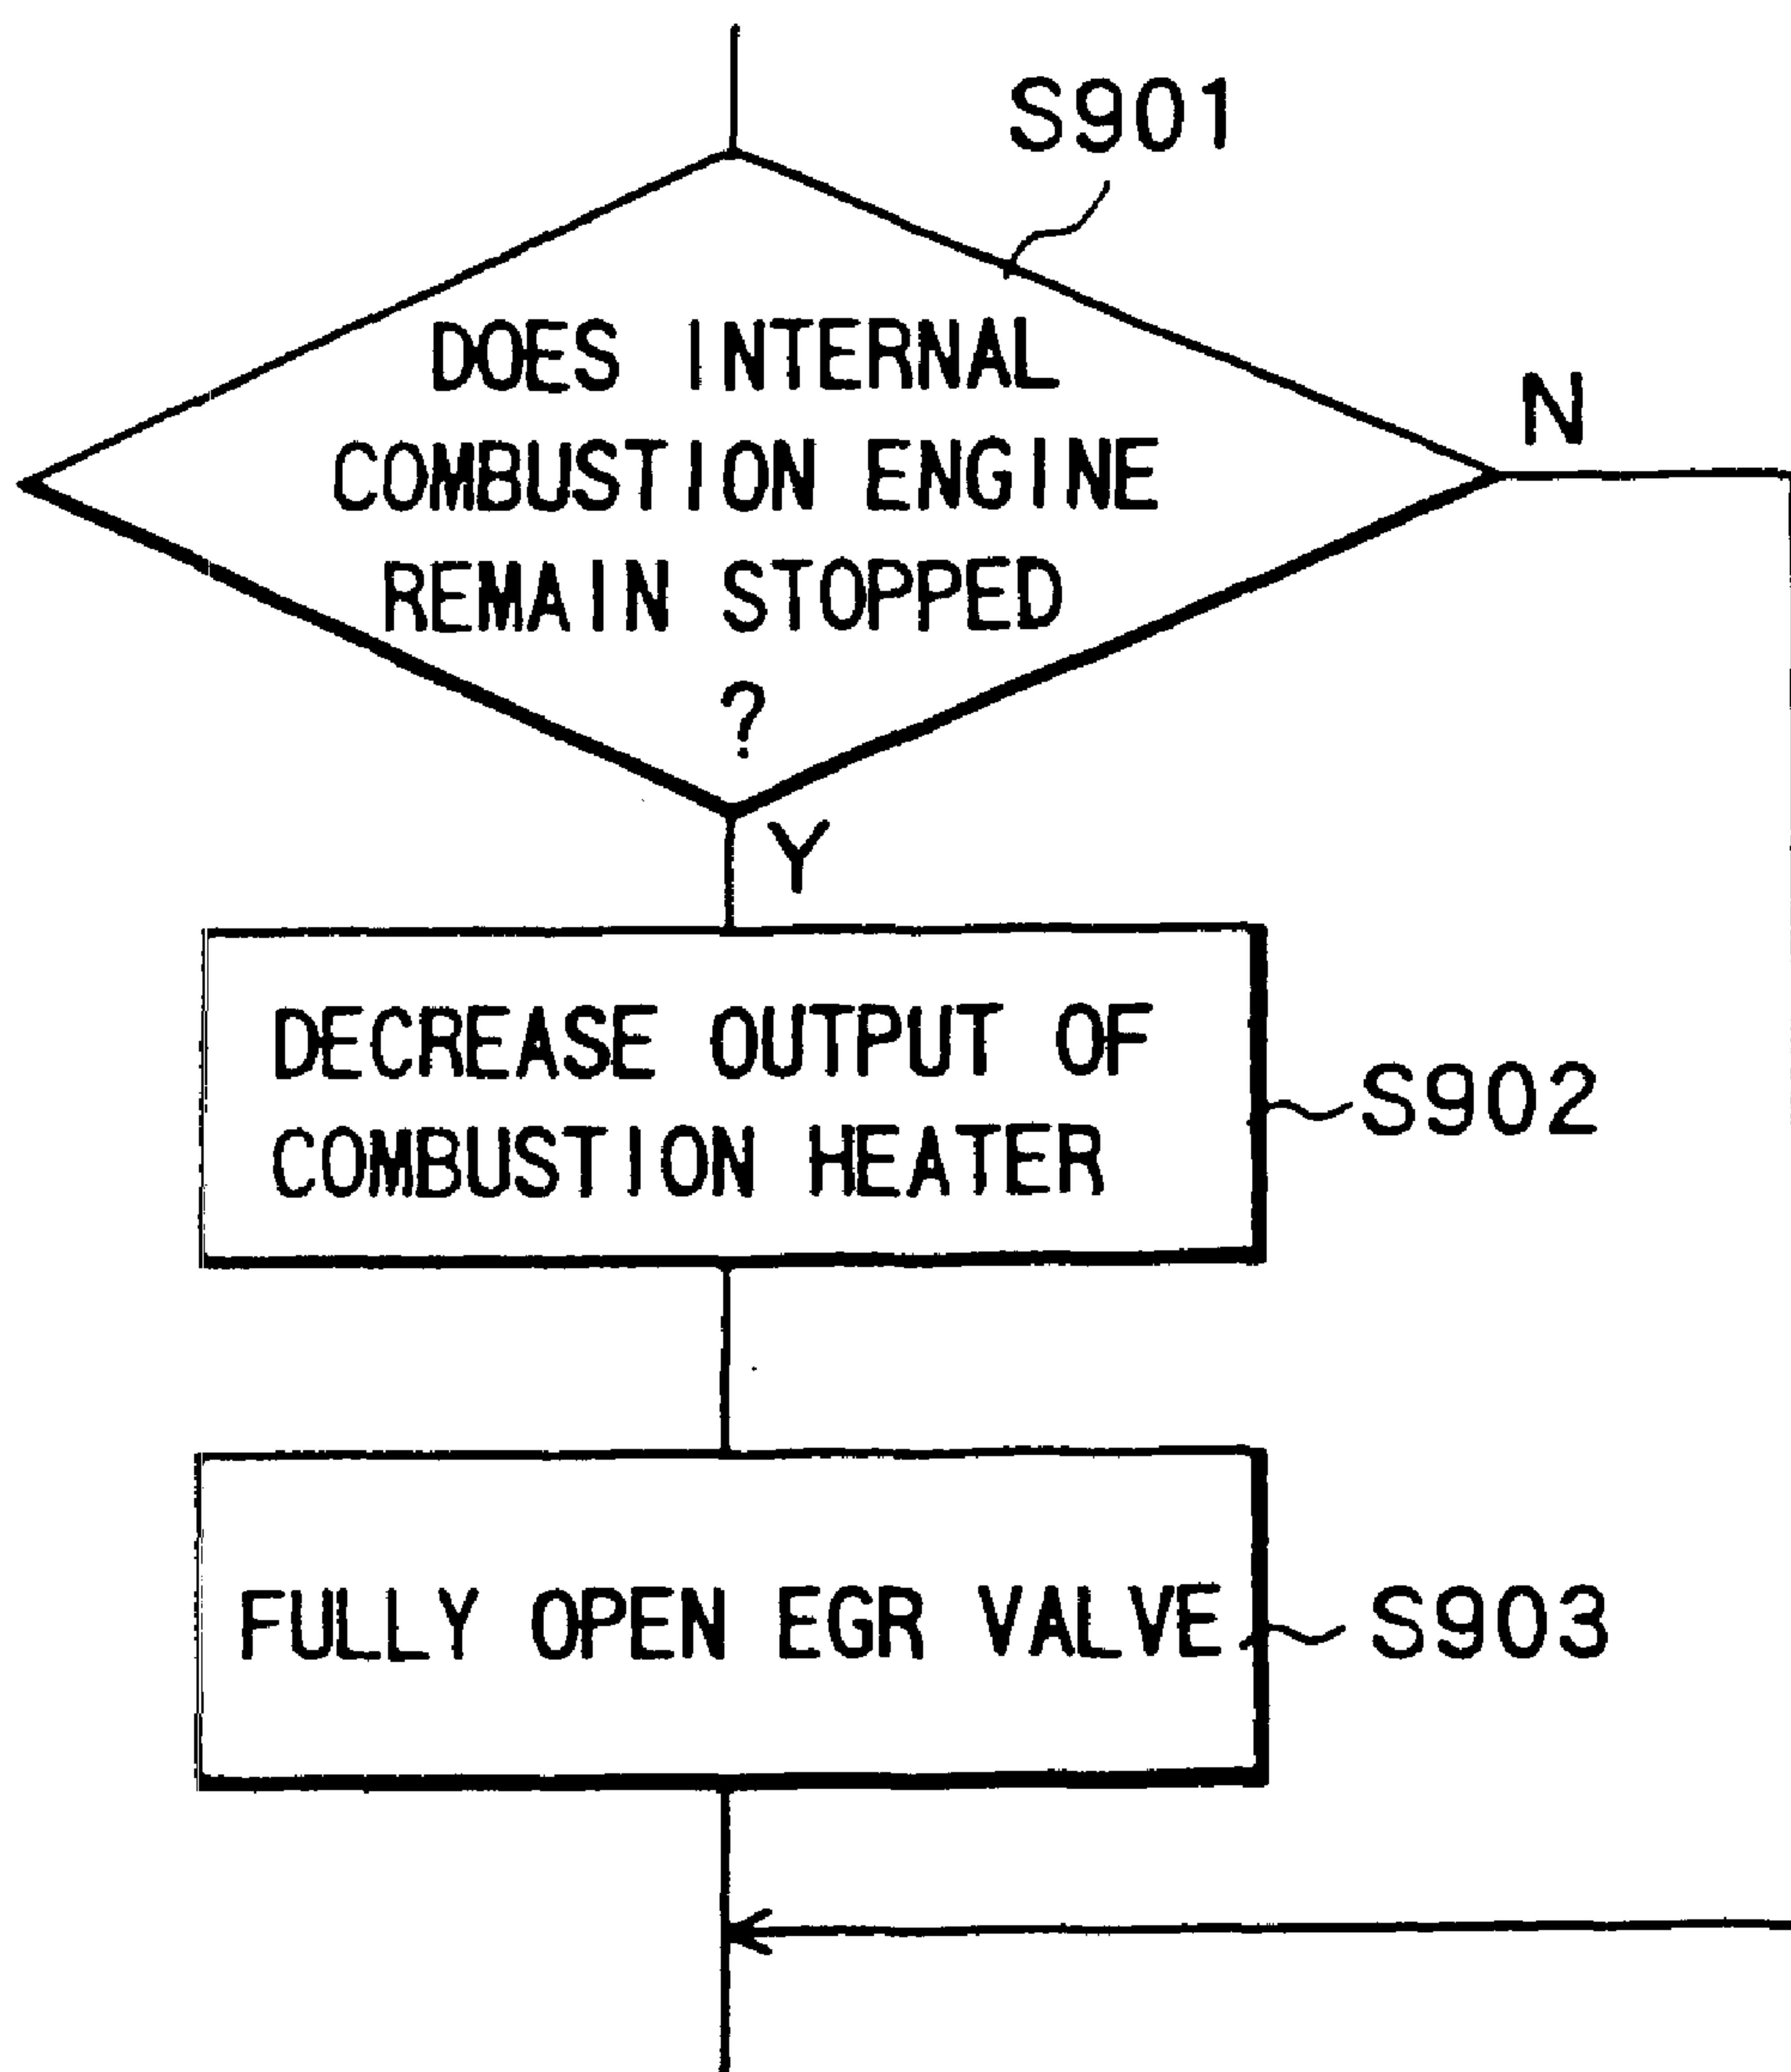 S901
DOES INTERNAL
COMBUSTION ENGINE
REMAIN STOPPED
?
N
Y
DECREASE OUTPUT OF
COMBUSTION HEATER
S902
FULLY OPEN EGR VALVE
S903